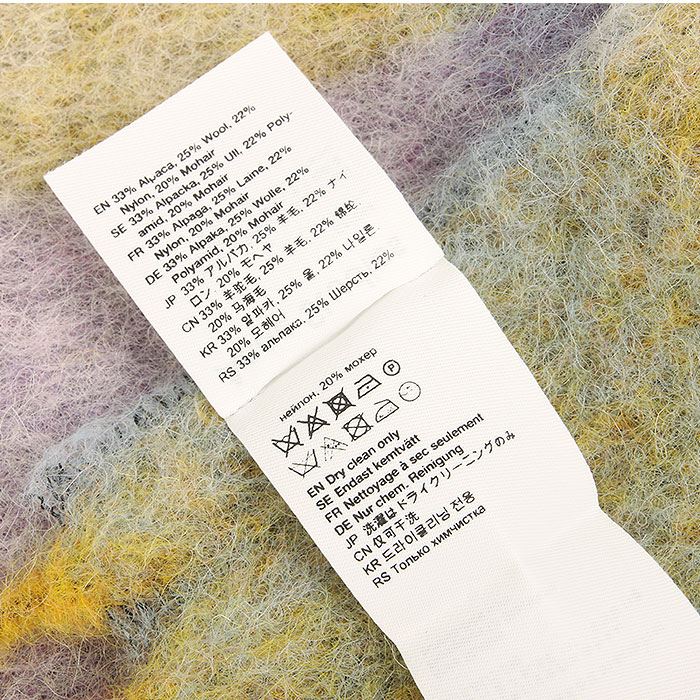 EN 33% Alpaca, 25% Wool, 22%
Nylon, 20% Mohair
SE 33% Alpacka, 25% Ull, 22% Poly-
amid, 20% Mohair
FR 33% Alpaga, 25% Laine, 22%
Nylon, 20% Mohair
DE 33% Alpaka, 25% Wolle, 22%
Polyamid, 20% Mohair
JP 33% アルパカ, 25% 羊毛, 22% ナイ
ロン, 20% モヘヤ
CN 33% 羊驼毛, 25% 羊毛, 22% 锦纶,
20% 马海毛
KR 33% 알파카, 25% 울, 22% 나일론
20% 모헤어
RS 33% альпака, 25% Шерсть, 22%
нейлон, 20% мохер
EN Dry clean only
SE Endast kemtvätt
FR Nettoyage à sec seulement
DE Nur chem. Reinigung
JP 洗濯はドライクリーニングのみ
CN 仅可干洗
KR 드라이클리닝 전용
RS Только химчистка